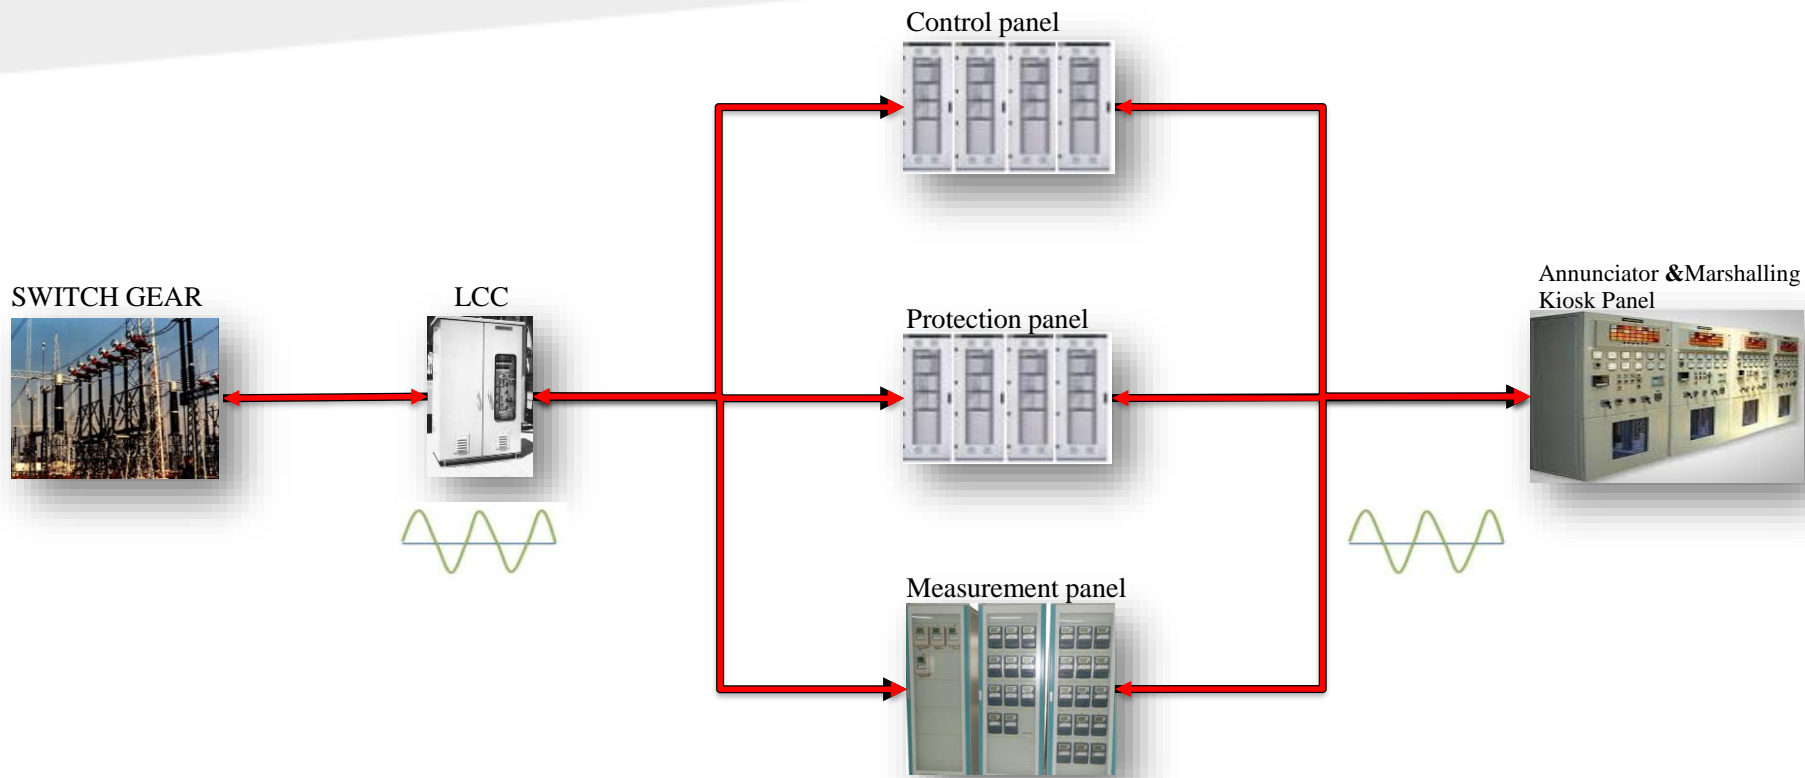 Control panel
SWITCH GEAR
LCC
Protection panel
Annunciator &Marshalling
Kiosk Panel
Measurement panel